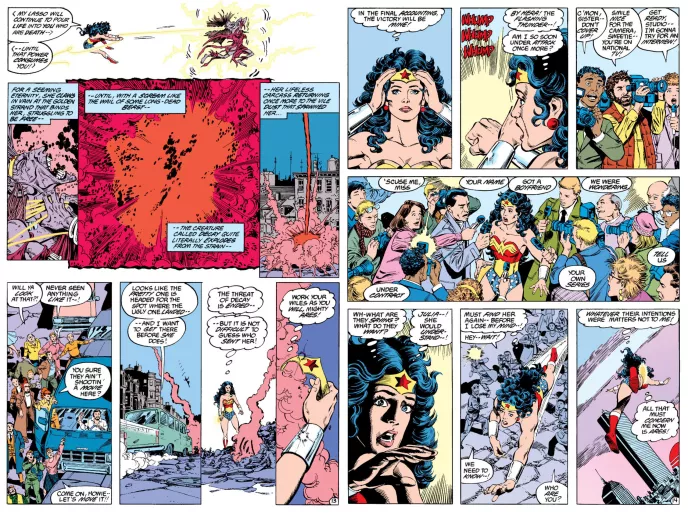 ⟨MY LASSO WILL
CONTINUE TO POUR
LIFE INTO YOU WHO
ARE DEATH--⟩
⟨--UNTIL
THAT POWER
CONSUMES
YOU!⟩
FOR A SEEMING
ETERNITY, SHE CLAWS
IN VAIN AT THE GOLDEN
STRAND THAT BINDS
HER, STRUGGLING TO
BE FREE--
--UNTIL, WITH A SCREAM LIKE
THE WAIL OF SOME LONG-DEAD
BEAST--
--THE CREATURE
CALLED DECAY QUITE
LITERALLY EXPLODES
FROM THE STRAIN--
--HER LIFELESS
CARCASS RETURNING
ONCE MORE TO THE VILE
DUST THAT SPAWNED
HER...
WILL YA
LOOK
AT THAT?!
NEVER SEEN
ANYTHING
LIKE IT--!
YOU SURE
THEY AIN'T
SHOOTIN'
A MOVIE
HERE?
COME ON, HOWIE--
LET'S MOVE IT!!
LOOKS LIKE THE
PRETTY ONE IS
HEADED FOR THE
SPOT WHERE THE
UGLY ONE LANDED--
--AND I WANT
TO GET THERE
BEFORE SHE
DOES!
THE THREAT
OF DECAY
IS ENDED--
--BUT IT IS NOT
DIFFICULT TO
GUESS WHO
SENT HER!
WORK YOUR
WILES AS YOU
WILL, MIGHTY
ARES!
13
IN THE FINAL ACCOUNTING,
THE VICTORY WILL BE
MINE!
WHUMP
WHUMP
WHUMP
BY HERA! THE
FLASHING
THUNDER--!
AM I SO SOON
UNDER ATTACK
ONCE MORE?
C'MON,
SISTER--
DON'T
COVER
UP
SMILE
NICE
FOR THE
CAMERA,
SWEETIE--
YOU'RE ON
NATIONAL
TV!
GET
READY,
STUDIO--
I'M GONNA
TRY FOR AN
INTERVIEW!
'SCUSE ME,
MISS
YOUR NAME
GOT A
BOYFRIEND
WE WERE
WONDERING
UNDER
CONTRACT
YOUR
OWN
SERIES
TELL
US
WH-WHAT ARE
THEY SAYING?
WHAT DO
THEY
WANT?
JULIA--
SHE
WOULD
UNDER-
STAND--!
MUST FIND HER
AGAIN-- BEFORE
I LOSE MY MIND--
HEY--WAIT!
WE
NEED TO
KNOW--!
WHO
ARE
YOU?
WHATEVER THEIR INTENTIONS
WERE MATTERS NOT TO ME!
ALL THAT
MUST
CONCERN
ME NOW
IS ARES!
14